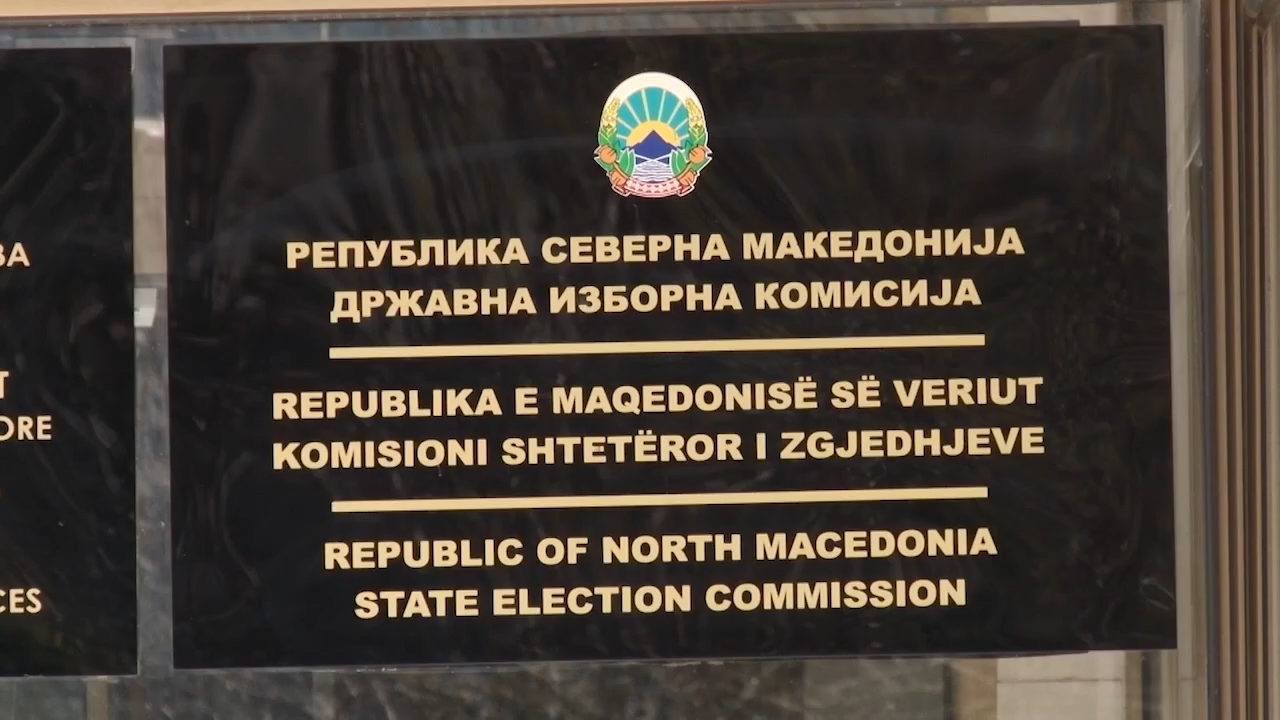 РЕПУБЛИКА СЕВЕРНА МАКЕДОНИЈА
ДРЖАВНА ИЗБОРНА КОМИСИЈА
REPUBLIKA E MAQEDONISË SË VERIUT
KOMISIONI SHTETËROR I ZGJEDHJEVE
REPUBLIC OF NORTH MACEDONIA
STATE ELECTION COMMISSION